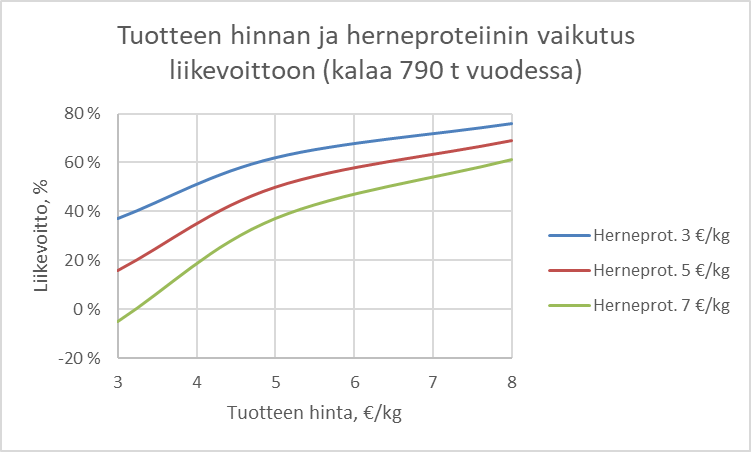 Tuotteen hinnan ja herneproteiinin vaikutus
liikevoittoon (kalaa 790 t vuodessa)
80 %
60 %
40 %
20 %
0 %
-20 %
Liikevoitto, %
3 4 5 6 7 8
Tuotteen hinta, €/kg
Herneprot. 3 €/kg
Herneprot. 5 €/kg
Herneprot. 7 €/kg